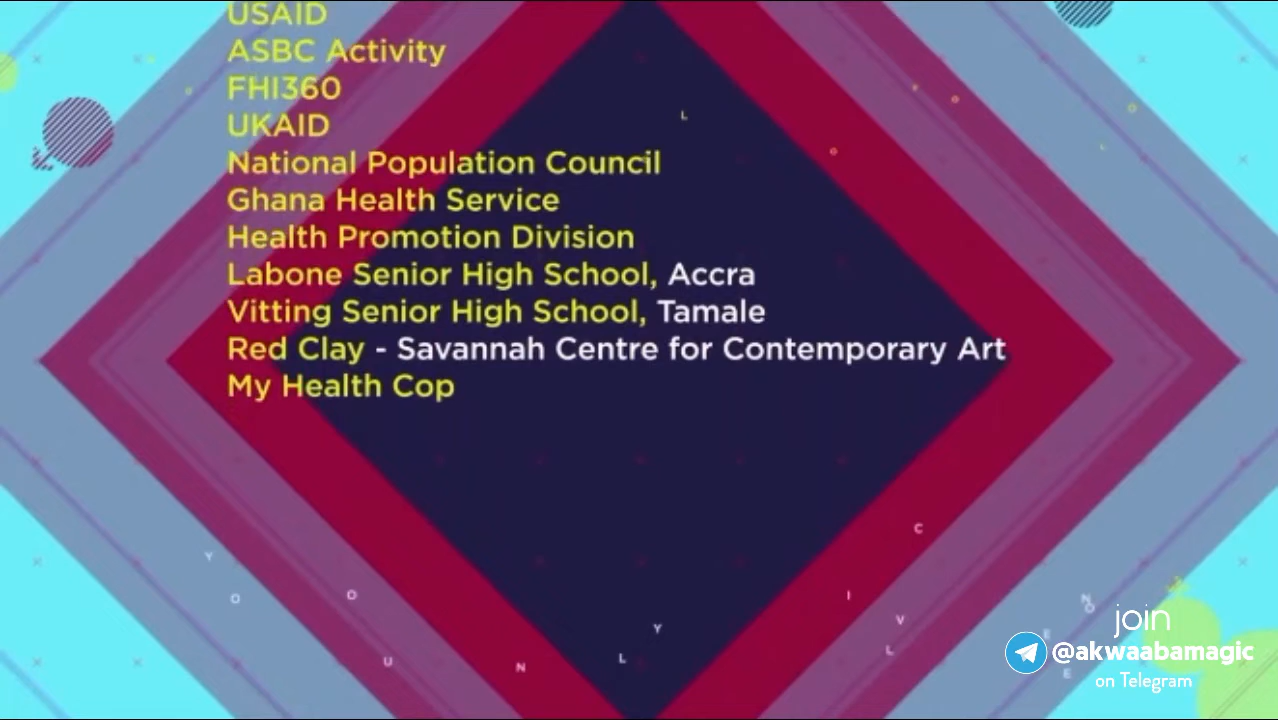 USAID
ASBC Activity
FHI360
UKAID
National Population Council
Ghana Health Service
Health Promotion Division
Labone Senior High School, Accra
Vitting Senior High School, Tamale
Red Clay - Savannah Centre for Contemporary Art
My Health Cop
join
@akwaabamagic
on Telegram